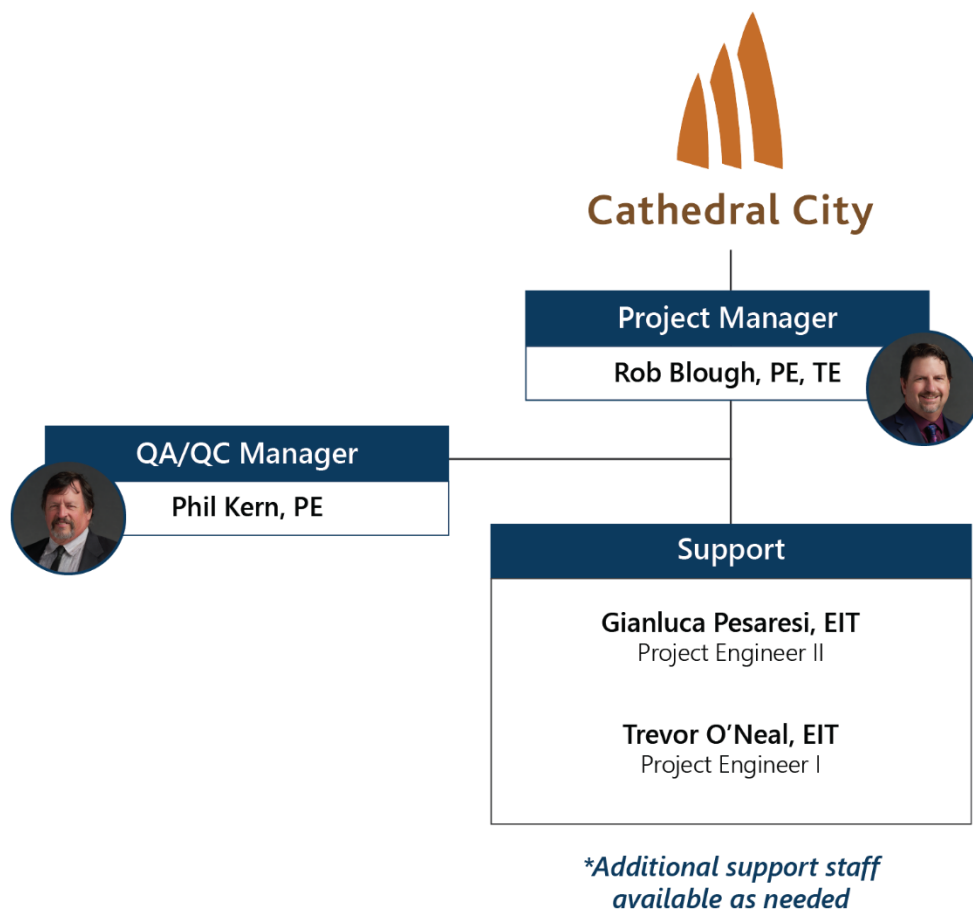 Cathedral City
Project Manager
Rob Blough, PE, TE
QA/QC Manager
Phil Kern, PE
Support
Gianluca Pesaresi, EIT
Project Engineer II
Trevor O’Neal, EIT
Project Engineer I
*Additional support staff
available as needed